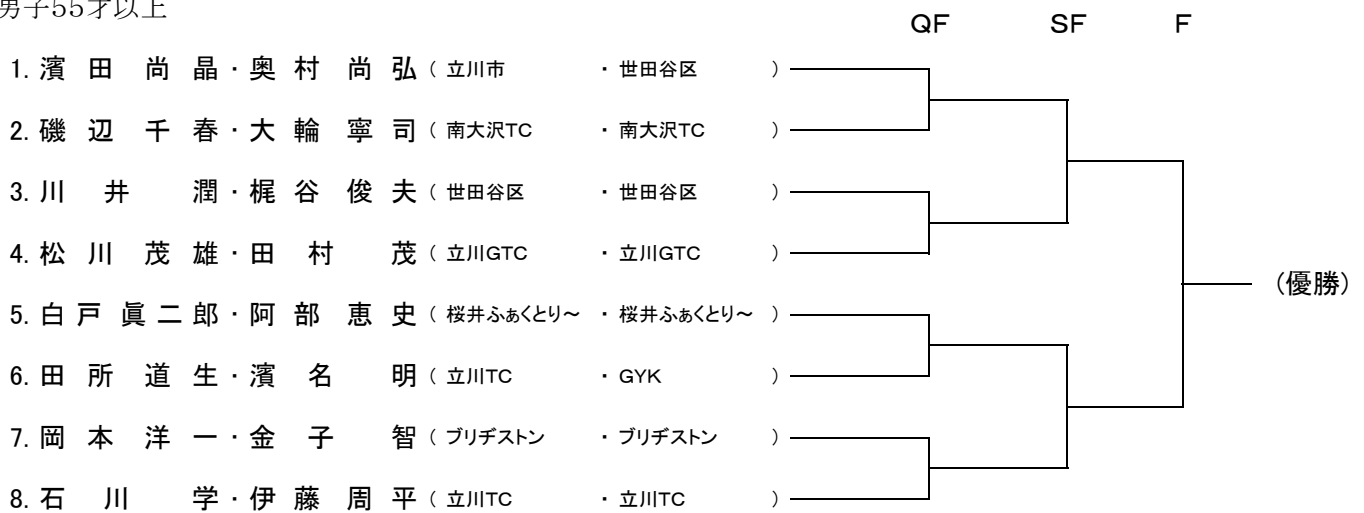 男子55才以上
QF SF F
1. 濱田尚晶・奥村尚弘（ 立川市 ・ 世田谷区 ）
2. 磯辺千春・大輪寧司（ 南大沢TC ・ 南大沢TC ）
3. 川井潤・梶谷俊夫（ 世田谷区 ・ 世田谷区 ）
4. 松川茂雄・田村茂（ 立川GTC ・ 立川GTC ）
（優勝）
5. 白戸眞二郎・阿部恵史（ 桜井ふぁくとり～ ・ 桜井ふぁくとり～ ）
6. 田所道生・濱名明（ 立川TC ・ GYK ）
7. 岡本洋一・金子智（ ブリヂストン ・ ブリヂストン ）
8. 石川学・伊藤周平（ 立川TC ・ 立川TC ）